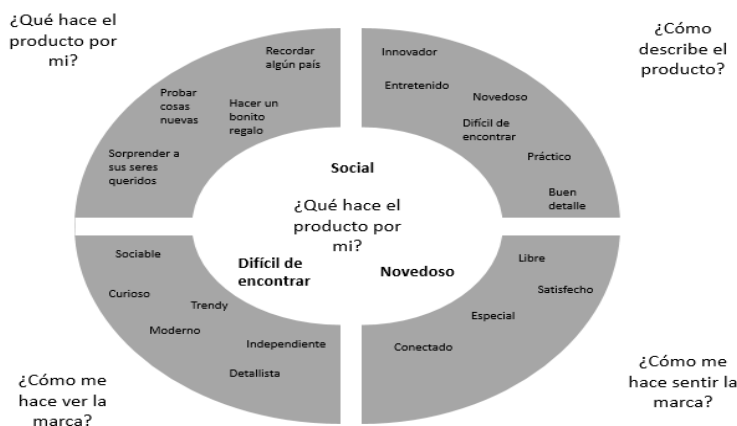 ¿Qué hace el
producto por
mi?
Recordar
algún país
Probar
cosas
nuevas
Hacer un
bonito
regalo
Sorprender a
sus seres
queridos
¿Cómo
describe el
producto?
Innovador
Entretenido
Novedoso
Difícil de
encontrar
Práctico
Buen
detalle
Social
¿Qué hace el
producto por
mi?
Difícil de
encontrar
Novedoso
Sociable
Curioso
Trendy
Moderno
Independiente
Detallista
¿Cómo me
hace ver la
marca?
Libre
Satisfecho
Especial
Conectado
¿Cómo me
hace sentir la
marca?